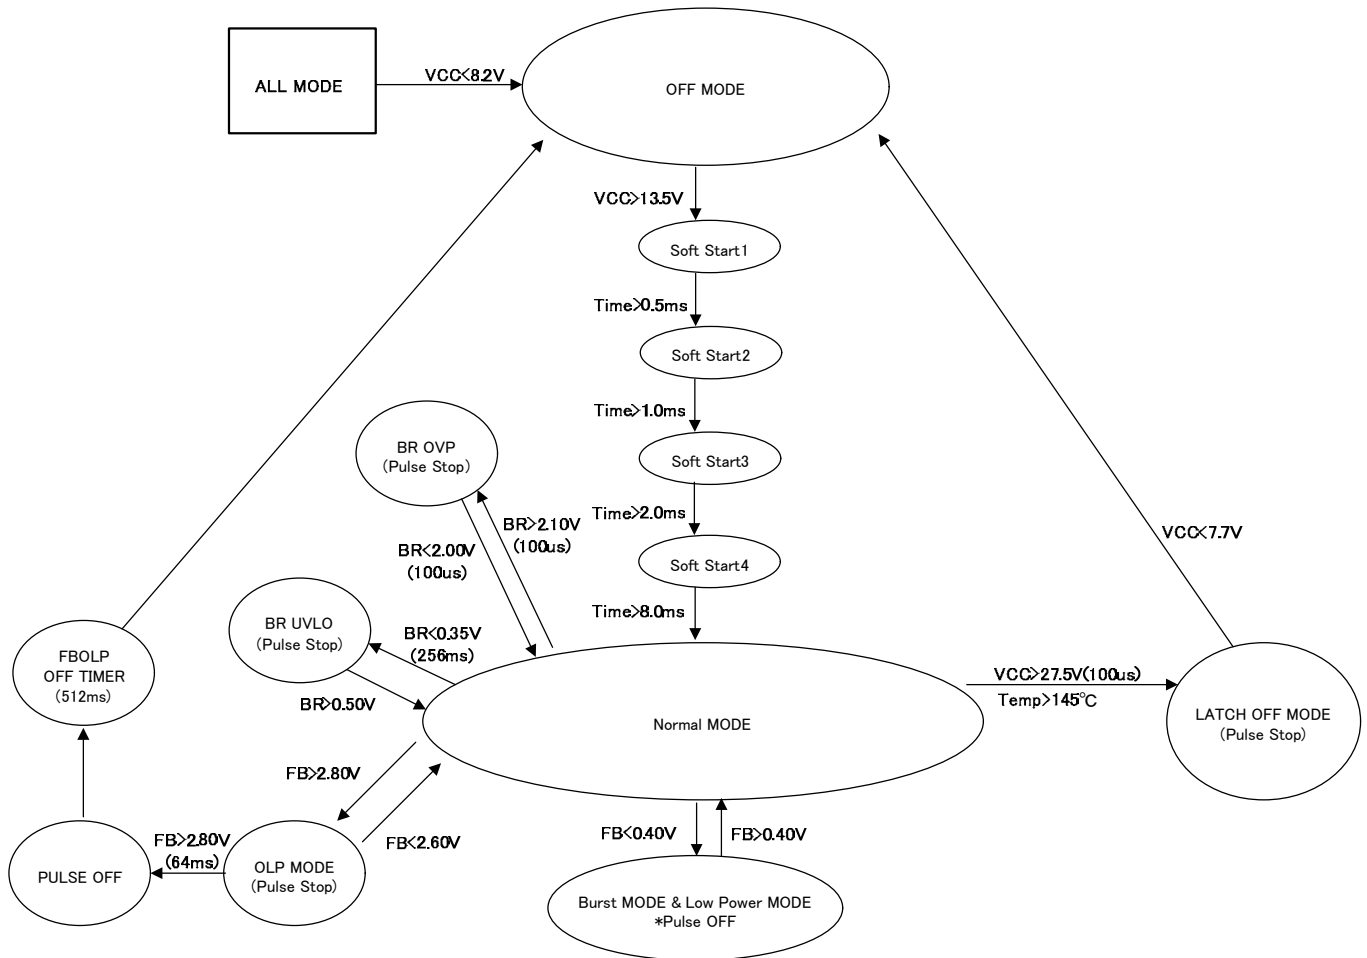 ALL MODE
VCC<8.2V
OFF MODE
VCC>13.5V
Soft Start1
Time>0.5ms
Soft Start2
Time>1.0ms
Soft Start3
Time>2.0ms
Soft Start4
Time>8.0ms
BR OVP
(Pulse Stop)
BR>2.10V
(100us)
BR<2.00V
(100us)
VCC<7.7V
BR UVLO
(Pulse Stop)
BR<0.35V
(256ms)
BR>0.50V
FBOLP
OFF TIMER
(512ms)
Normal MODE
VCC>27.5V(100us)
Temp>145℃
LATCH OFF MODE
(Pulse Stop)
FB>2.80V
FB<2.60V
FB>2.80V
(64ms)
PULSE OFF
OLP MODE
(Pulse Stop)
FB<0.40V
FB>0.40V
Burst MODE & Low Power MODE
*Pulse OFF